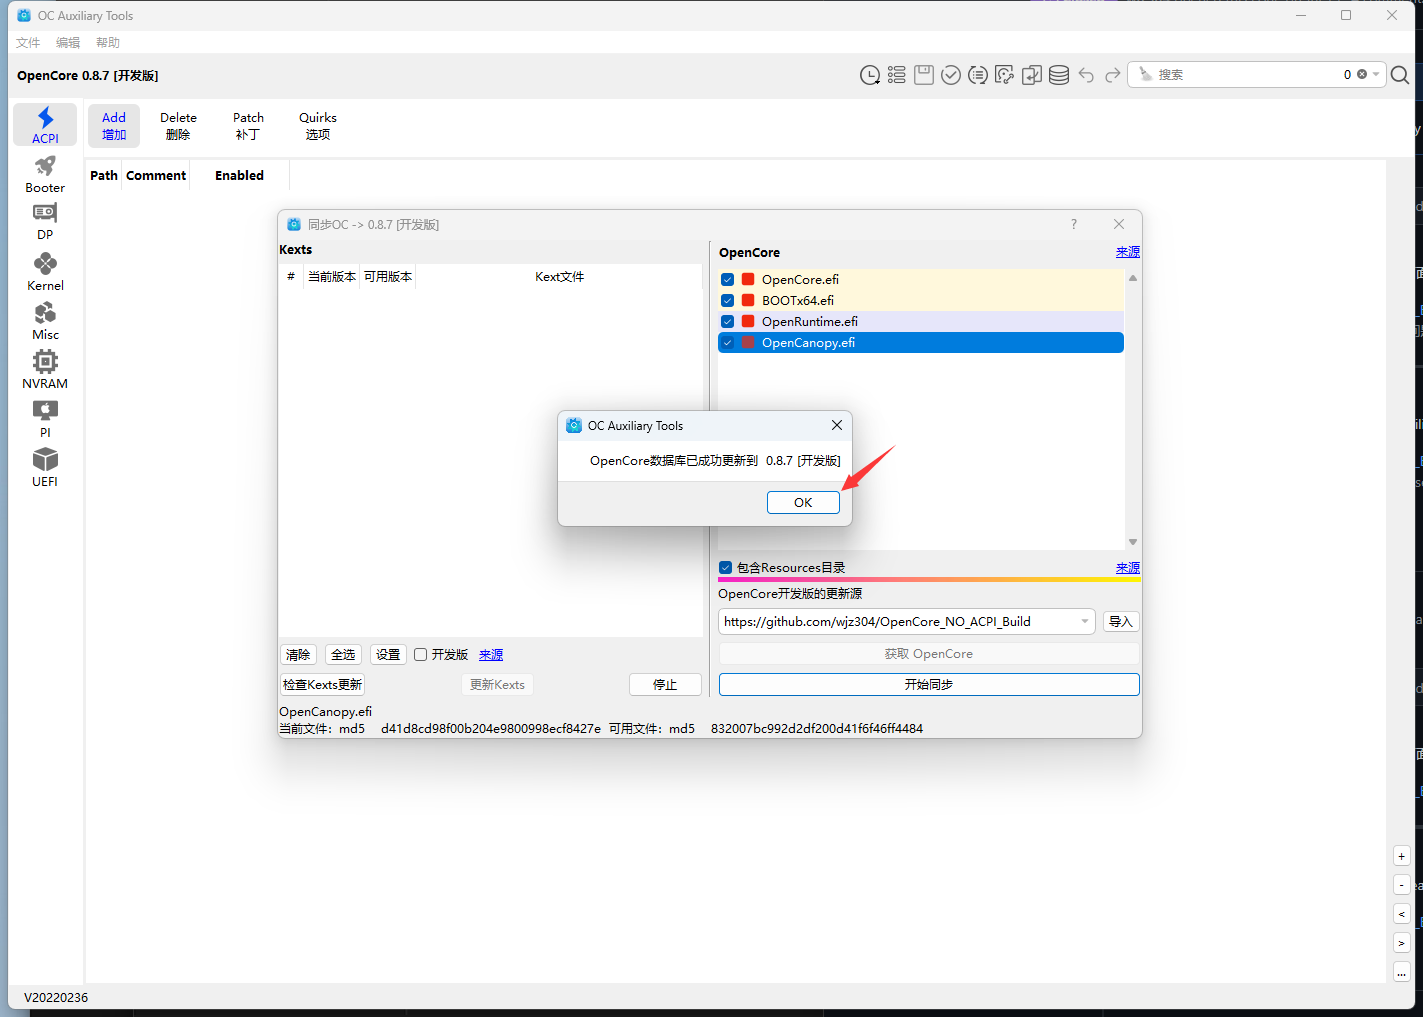 OC Auxiliary Tools
文件 编辑 帮助
OpenCore 0.8.7 [开发版]
搜索 0
ACPI
Booter
DP
Kernel
Misc
NVRAM
PI
UEFI
Add 增加
Delete 删除
Patch 补丁
Quirks 选项
Path Comment Enabled
同步OC -> 0.8.7 [开发版] ?
Kexts
# 当前版本 可用版本 Kext文件
OpenCore 来源
OpenCore.efi
BOOTx64.efi
OpenRuntime.efi
OpenCanopy.efi
OC Auxiliary Tools
OpenCore数据库已成功更新到 0.8.7 [开发版]
OK
包含Resources目录 来源
OpenCore开发版的更新源
https://github.com/wjz304/OpenCore_NO_ACPI_Build 导入
获取 OpenCore
开始同步
清除 全选 设置 开发版 来源
检查Kexts更新 更新Kexts 停止
OpenCanopy.efi
当前文件: md5 d41d8cd98f00b204e9800998ecf8427e 可用文件: md5 832007bc992d2df200d41f6f46ff4484
+
-
<
>
...
V20220236